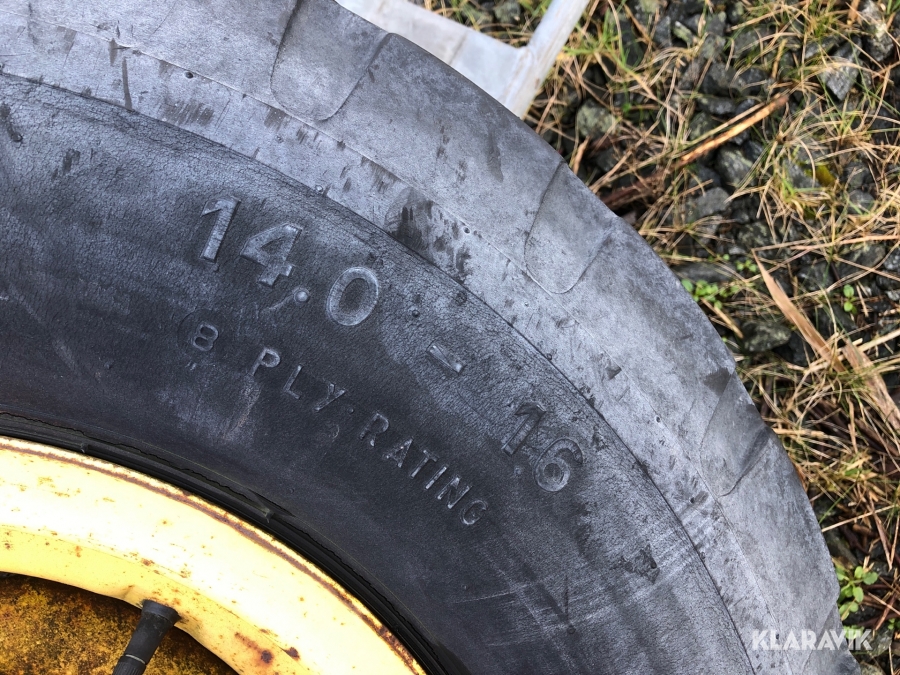 14.0 – 16
8 PLY RATING
KLARAVIK